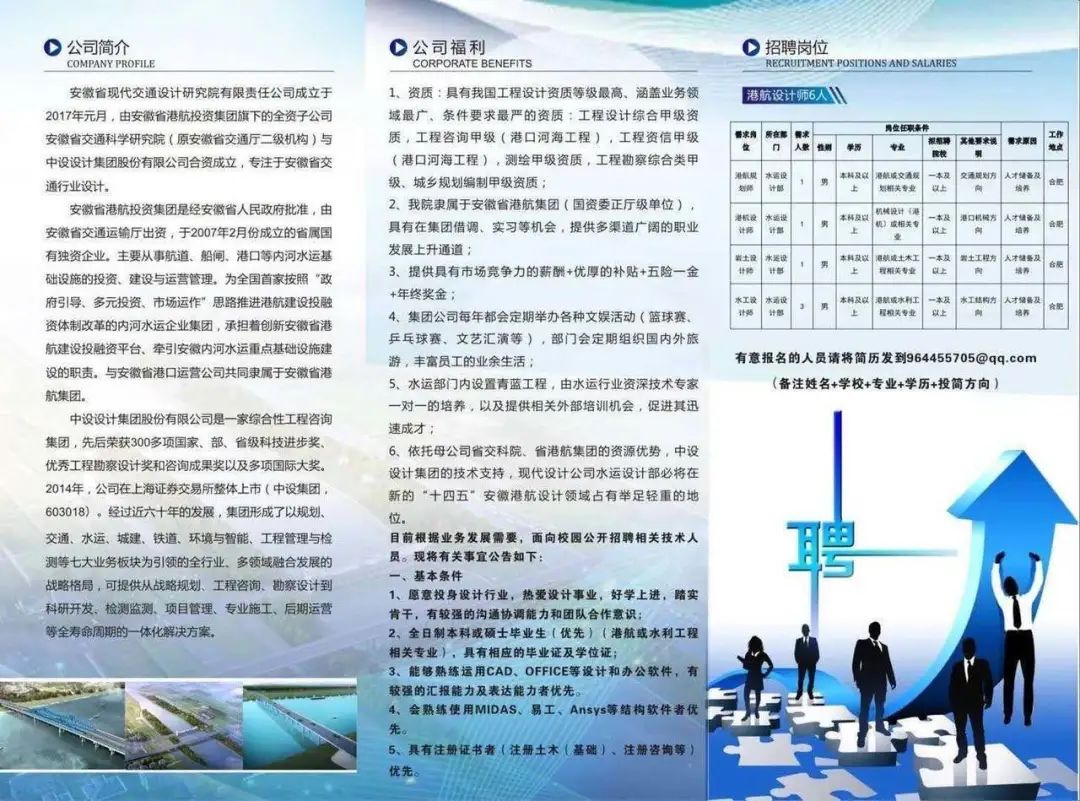 公司简介
COMPANY PROFILE
安徽省现代交通设计研究院有限责任公司成立于
2017年元月，由安徽省港航投资集团旗下的全资子公司
安徽省交通科学研究院（原安徽省交通厅二级机构）与
中设设计集团股份有限公司合资成立，专注于安徽省交
通行业设计。
安徽省港航投资集团是经安徽省人民政府批准，由
安徽省交通运输厅出资，于2007年2月份成立的省属国
有独资企业。主要从事航道、船闸、港口等内河水运基
础设施的投资、建设与运营管理。为全国首家按照“政
府引导、多元投资、市场运作”思路推进港航建设投融
资体制改革的内河水运企业集团，承担着创新安徽省港
航建设投融资平台、牵引安徽内河水运重点基础设施建
设的职责。与安徽省港口运营公司共同隶属于安徽省港
航集团。
中设设计集团股份有限公司是一家综合性工程咨询
集团，先后荣获300多项国家、部、省级科技进步奖、
优秀工程勘察设计奖和咨询成果奖以及多项国际大奖。
2014年，公司在上海证券交易所整体上市（中设集团，
603018）。经过近六十年的发展，集团形成了以规划、
交通、水运、城建、铁道、环境与智能、工程管理与检
测等七大业务板块为引领的全行业、多领域融合发展的
战略格局，可提供从战略规划、工程咨询、勘察设计到
科研开发、检测监测、项目管理、专业施工、后期运营
等全寿命周期的一体化解决方案。
公司福利
CORPORATE BENEFITS
1、资质：具有我国工程设计资质等级最高、涵盖业务领
域最广、条件要求最严的资质：工程设计综合甲级资
质，工程咨询甲级（港口河海工程），工程资信甲级
（港口河海工程），测绘甲级资质，工程勘察综合类甲
级、城乡规划编制甲级资质；
2、我院隶属于安徽省港航集团（国资委正厅级单位），
具有在集团借调、实习等机会，提供多渠道广阔的职业
发展上升通道；
3、提供具有市场竞争力的薪酬+优厚的补贴+五险一金
+年终奖金；
4、集团公司每年都会定期举办各种文娱活动（篮球赛、
乒乓球赛、文艺汇演等），部门会定期组织国内外旅
游，丰富员工的业余生活；
5、水运部门内设置青蓝工程，由水运行业资深技术专家
一对一的培养，以及提供相关外部培训机会，促进其迅
速成才；
6、依托母公司省交科院、省港航集团的资源优势，中设
设计集团的技术支持，现代设计公司水运设计部必将在
新的“十四五”安徽港航设计领域占有举足轻重的地
位。
目前根据业务发展需要，面向校园公开招聘相关技术人
员。现将有关事宜公告如下：
一、基本条件
1、愿意投身设计行业，热爱设计事业，好学上进，踏实
肯干，有较强的沟通协调能力和团队合作意识；
2、全日制本科或硕士毕业生（优先）（港航或水利工程
相关专业），具有相应的毕业证及学位证；
3、能够熟练运用CAD、OFFICE等设计和办公软件，有
较强的汇报能力及表达能力者优先。
4、会熟练使用MIDAS、易工、Ansys等结构软件者优
先。
5、具有注册证书者（注册土木（基础）、注册咨询等）
优先。
招聘岗位
RECRUITMENT POSITIONS AND SALARIES
港航设计师6人
需求岗位 所在部门 需求人数 岗位任职条件 需求原因 工作地点
性别 学历 专业 拟招聘院校 其他要求说明
港航规划师 水运设计部 1 男 本科及以上 港航或交通规划相关专业 一本及以上 交通规划方向 人才储备及培养 合肥
港机设计师 水运设计部 1 男 本科及以上 机械设计（港机）或相关专业 一本及以上 港口机械方向 人才储备及培养 合肥
岩土设计师 水运设计部 1 男 本科及以上 港航或土木工程相关专业 一本及以上 岩土工程方向 人才储备及培养 合肥
水工设计师 水运设计部 3 男 本科及以上 港航或水利工程相关专业 一本及以上 水工结构方向 人才储备及培养 合肥
有意报名的人员请将简历发到964455705@qq.com
（备注姓名+学校+专业+学历+投简方向）
聘